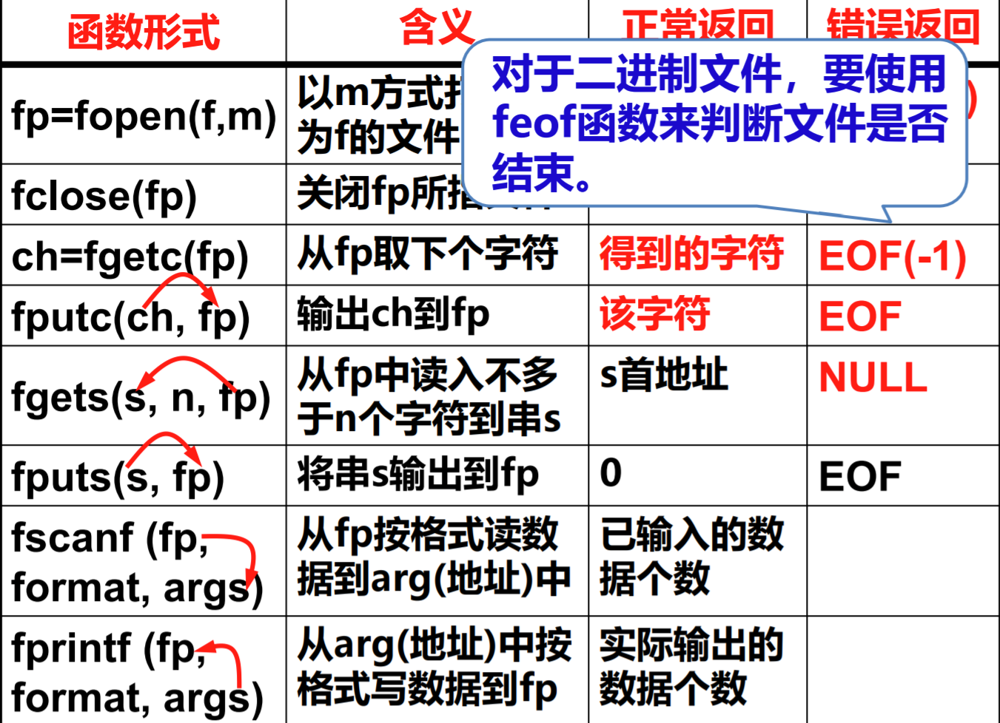 函数形式
含义
正常返回
错误返回
对于二进制文件，要使用
feof函数来判断文件是否
结束。
fp=fopen(f,m)
以m方式
为f的文件
)
fclose(fp)
关闭fp所指文件
ch=fgetc(fp)
从fp取下个字符
得到的字符
EOF(-1)
fputc(ch, fp)
输出ch到fp
该字符
EOF
fgets(s, n, fp)
从fp中读入不多
于n个字符到串s
s首地址
NULL
fputs(s, fp)
将串s输出到fp
0
EOF
fscanf (fp,
format, args)
从fp按格式读数
据到arg(地址)中
已输入的数
据个数
fprintf (fp,
format, args)
从arg(地址)中按
格式写数据到fp
实际输出的
数据个数